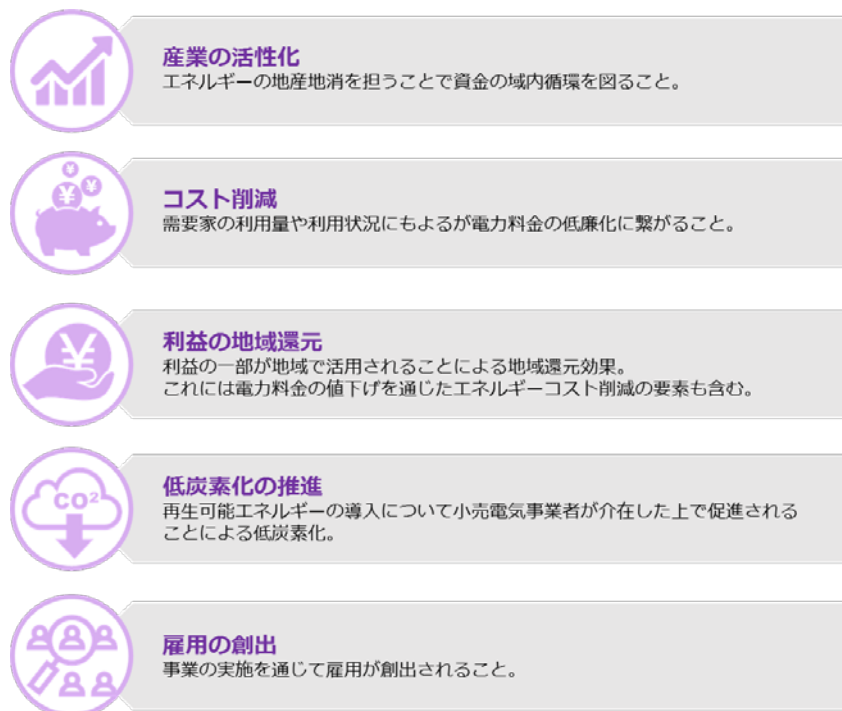 産業の活性化
エネルギーの地産地消を担うことで資金の域内循環を図ること。
¥
¥
¥
コスト削減
需要家の利用量や利用状況にもよるが電力料金の低廉化に繋がること。
¥
利益の地域還元
利益の一部が地域で活用されることによる地域還元効果。
これには電力料金の値下げを通じたエネルギーコスト削減の要素も含む。
CO²
低炭素化の推進
再生可能エネルギーの導入について小売電気事業者が介在した上で促進される
ことによる低炭素化。
雇用の創出
事業の実施を通じて雇用が創出されること。